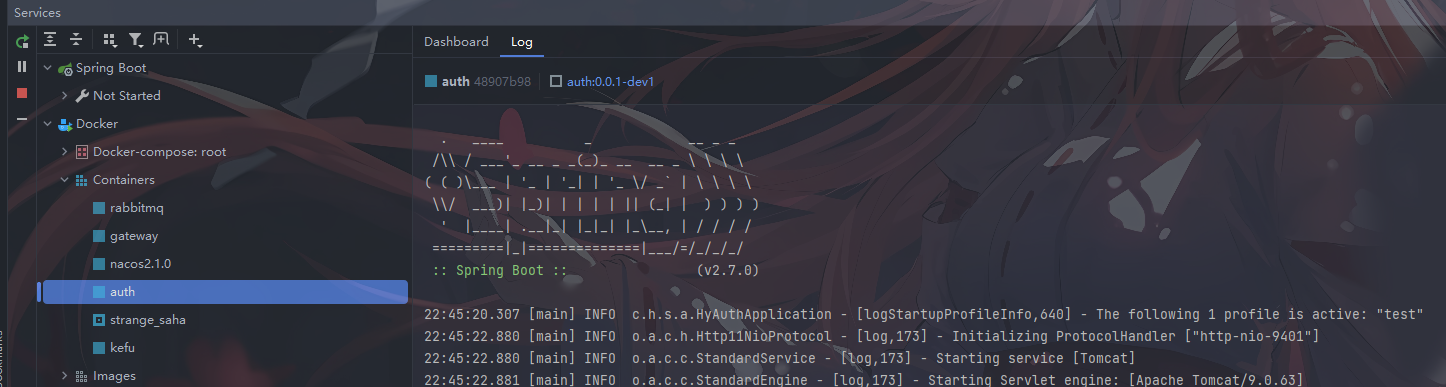 Services
Dashboard
Log
Spring Boot
Not Started
auth 48907b98 auth:0.0.1-dev1
Docker
Docker-compose: root
Containers
rabbitmq
gateway
nacos2.1.0
auth
strange_saha
kefu
Images
  .   ____          _            __ _ _
 /\\ / ___'_ __ _ _(_)_ __  __ _ \ \ \ \
( ( )\___ | '_ | '_| | '_ \/ _` | \ \ \ \
 \\/  ___)| |_)| | | | | || (_| |  ) ) ) )
  '  |____| .__|_| |_|_| |_\__, | / / / /
 =========|_|==============|___/=/_/_/_/
 :: Spring Boot ::                (v2.7.0)
22:45:20.307 [main] INFO  c.h.s.a.HyAuthApplication - [logStartupProfileInfo,640] - The following 1 profile is active: "test"
22:45:22.880 [main] INFO  o.a.c.h.Http11NioProtocol - [log,173] - Initializing ProtocolHandler ["http-nio-9401"]
22:45:22.880 [main] INFO  o.a.c.c.StandardService - [log,173] - Starting service [Tomcat]
22:45:22.881 [main] INFO  o.a.c.c.StandardEngine - [log,173] - Starting Servlet engine: [Apache Tomcat/9.0.63]